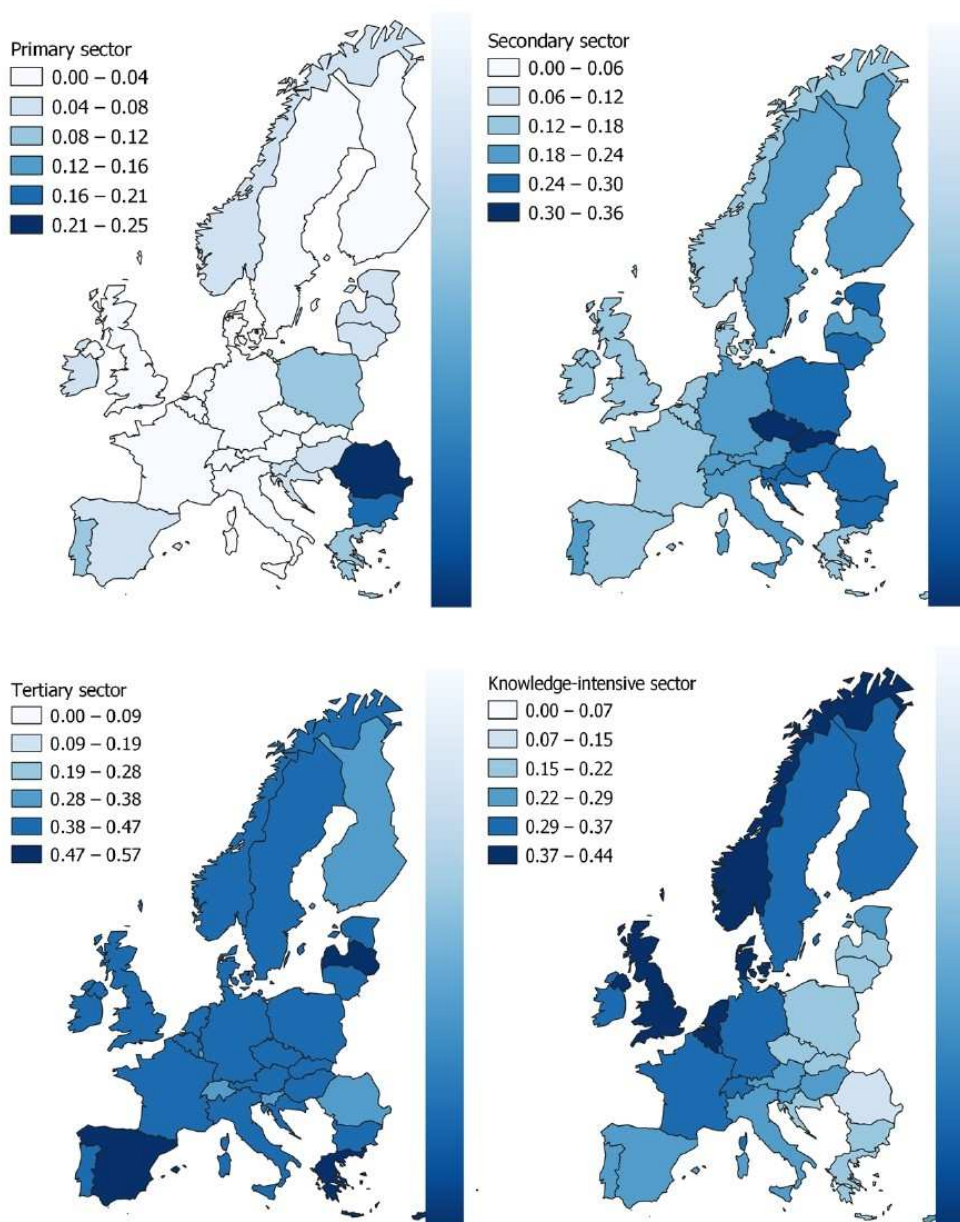 Primary sector
0.00 – 0.04
0.04 – 0.08
0.08 – 0.12
0.12 – 0.16
0.16 – 0.21
0.21 – 0.25
Secondary sector
0.00 – 0.06
0.06 – 0.12
0.12 – 0.18
0.18 – 0.24
0.24 – 0.30
0.30 – 0.36
Tertiary sector
0.00 – 0.09
0.09 – 0.19
0.19 – 0.28
0.28 – 0.38
0.38 – 0.47
0.47 – 0.57
Knowledge-intensive sector
0.00 – 0.07
0.07 – 0.15
0.15 – 0.22
0.22 – 0.29
0.29 – 0.37
0.37 – 0.44